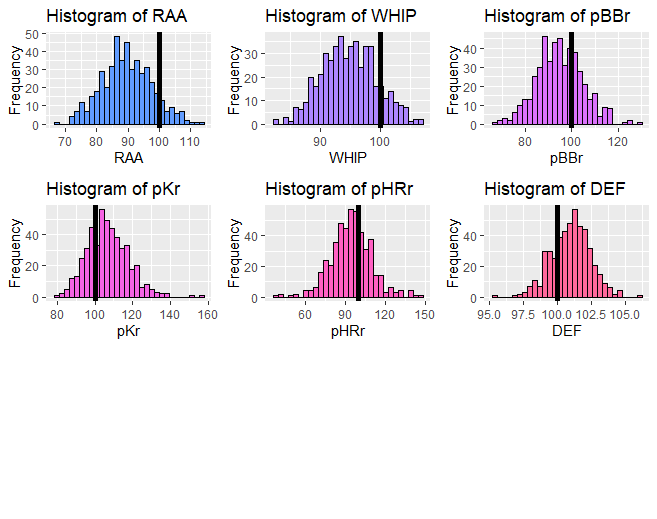 Histogram of RAA
Frequency
50
40
30
20
10
0
70 80 90 100 110
RAA
Histogram of WHIP
Frequency
30
20
10
0
90 100
WHIP
Histogram of pBBr
Frequency
40
30
20
10
0
80 100 120
pBBr
Histogram of pKr
Frequency
40
20
0
80 100 120 140 160
pKr
Histogram of pHRr
Frequency
40
20
0
60 90 120 150
pHRr
Histogram of DEF
Frequency
40
20
0
95.0 97.5 100.0 102.5 105.0
DEF